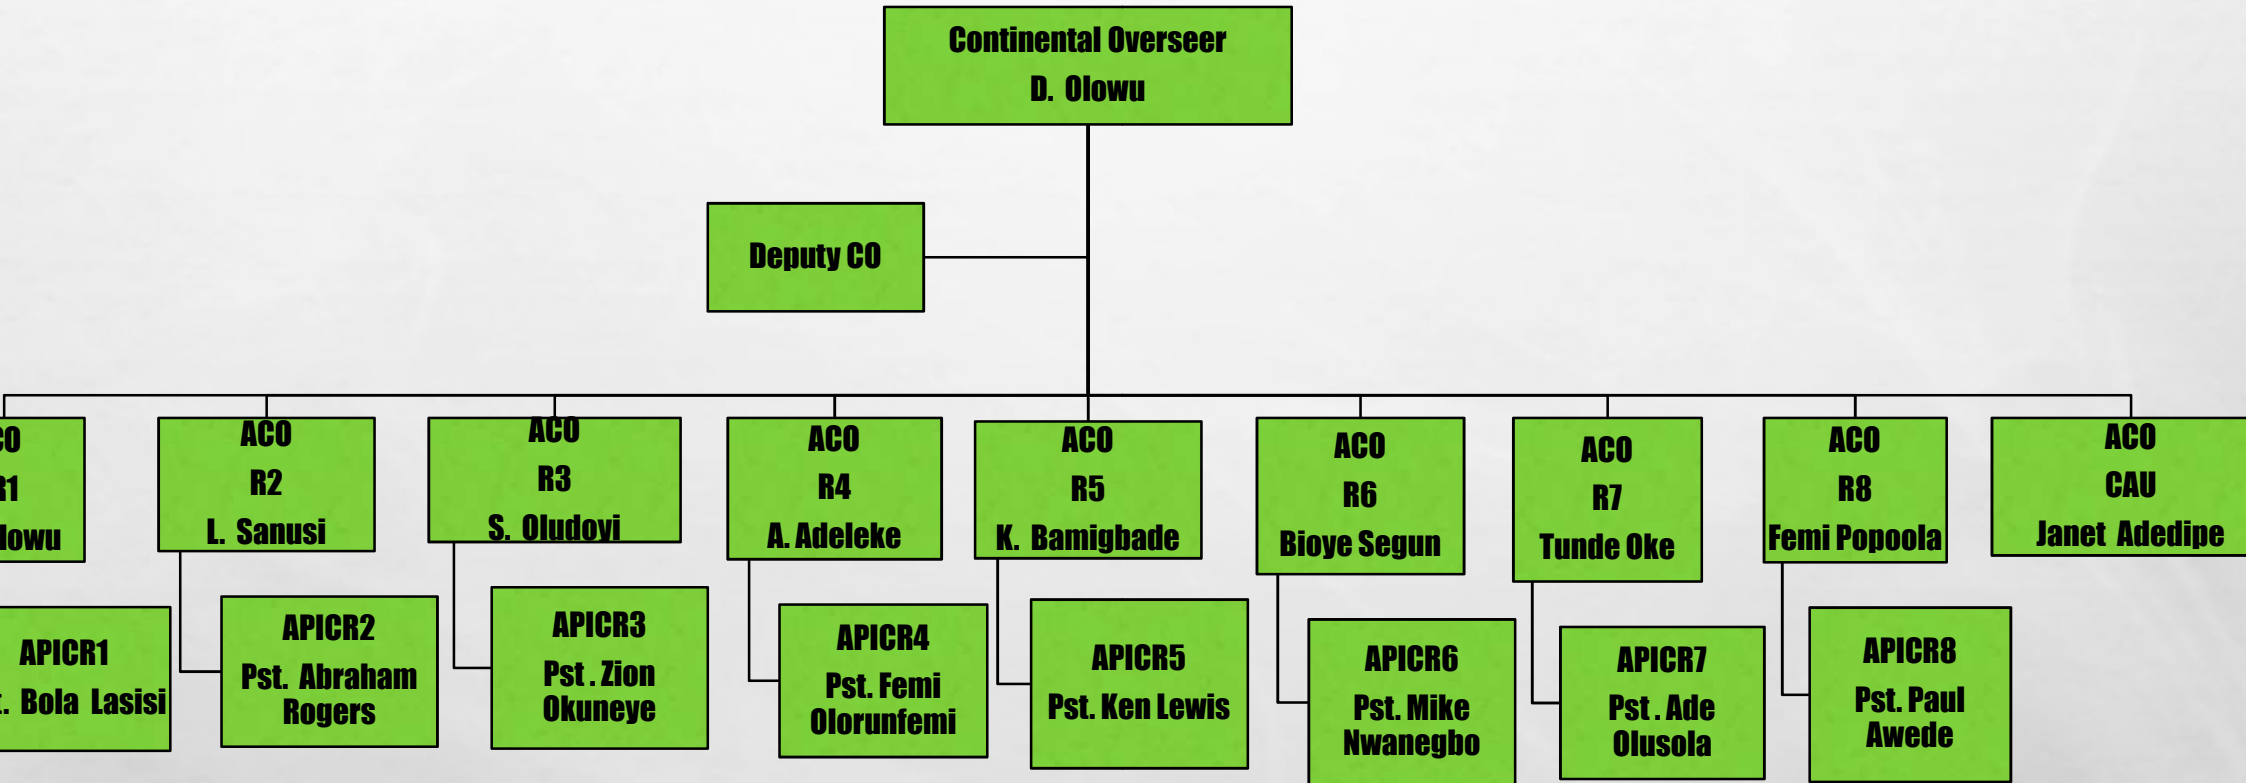 Continental Overseer
D. Olowu
Deputy CO
ACO
R2
L. Sanusi
ACO
R3
S. Oludoyi
ACO
R4
A. Adeleke
ACO
R5
K. Bamigbade
ACO
R6
Bioye Segun
ACO
R7
Tunde Oke
ACO
R8
Femi Popoola
ACO
CAU
Janet Adedipe
APICR1
Bola Lasisi
APICR2
Pst. Abraham
Rogers
APICR3
Pst . Zion
Okuneye
APICR4
Pst. Femi
Olorunfemi
APICR5
Pst. Ken Lewis
APICR6
Pst. Mike
Nwanegbo
APICR7
Pst . Ade
Olusola
APICR8
Pst. Paul
Awede